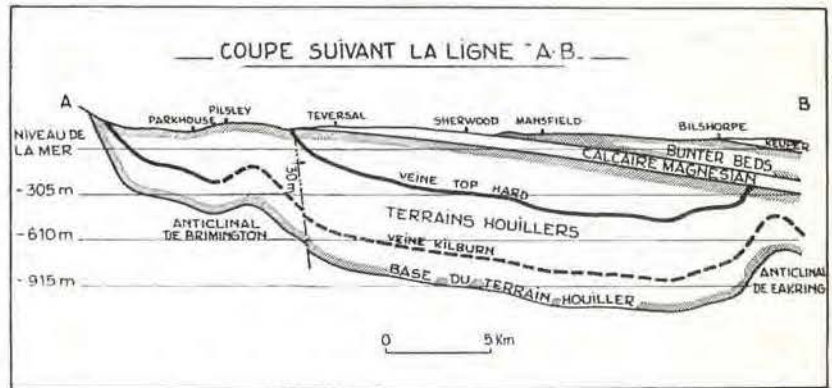 COUPE SUIVANT LA LIGNE "A-B.
A
B
PARKHOUSE
PILSLEY
TEVERSAL
SHERWOOD
MANSFIELD
BILSHORPE
NIVEAU DE
LA MER
KEUPER
BUNTER BEDS
CALCAIRE MAGNESIAN
30m
VEINE TOP HARD
-305 m
TERRAINS HOUILLERS
ANTICLINAL
DE BRIMINGTON
-610 m
VEINE KILBURN
BASE DU TERRAIN HOUILLER
ANTICLINAL
DE EAKRING
-915 m
0
5 Km